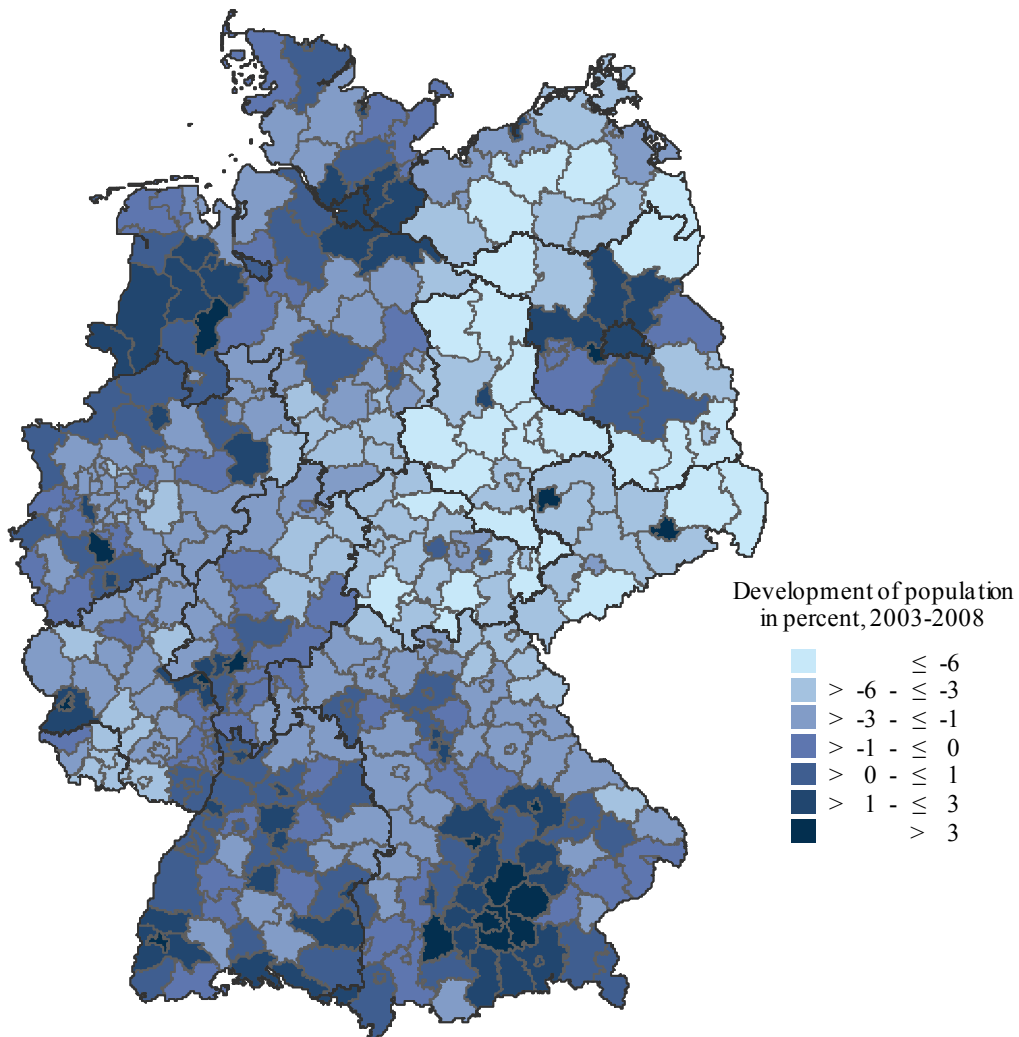 Development of population
in percent, 2003-2008
≤ -6
> -6 - ≤ -3
> -3 - ≤ -1
> -1 - ≤ 0
> 0 - ≤ 1
> 1 - ≤ 3
> 3